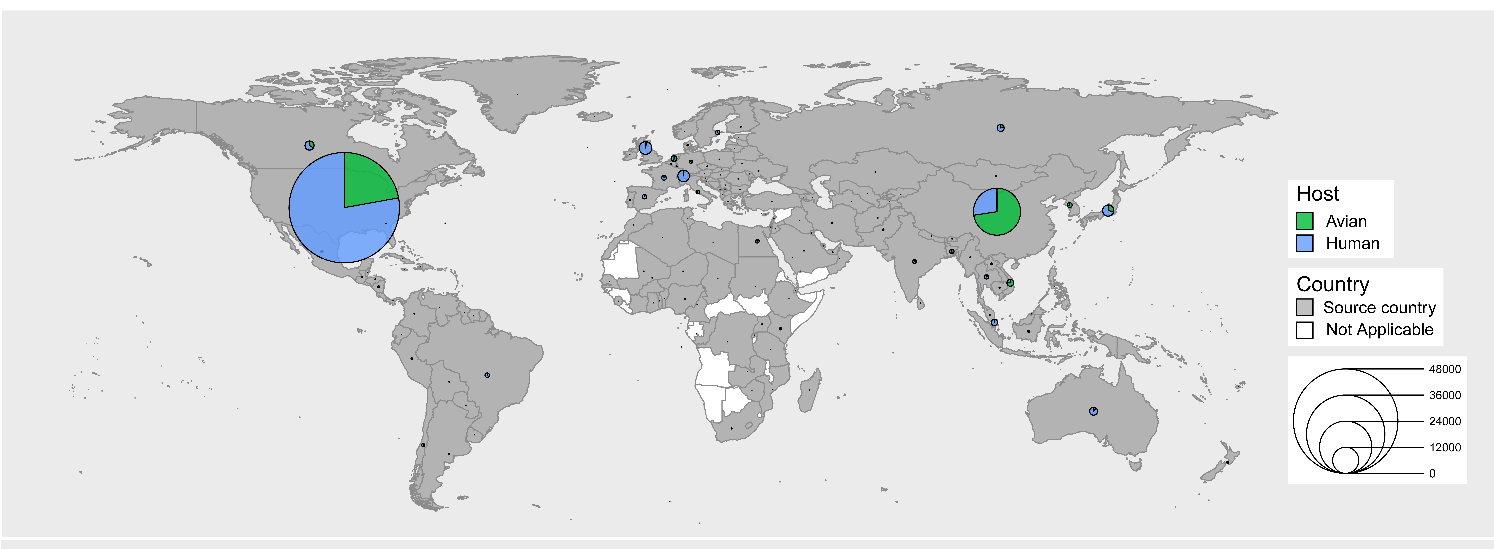 Host
Avian
Human
Country
Source country
Not Applicable
48000
36000
24000
12000
0